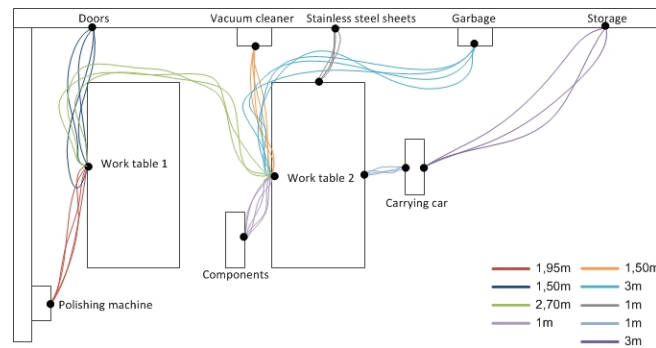 Doors
Vacuum cleaner
Stainless steel sheets
Garbage
Storage
Work table 1
Work table 2
Carrying car
Components
Polishing machine
1,95m
1,50m
1,50m
3m
2,70m
1m
1m
1m
3m